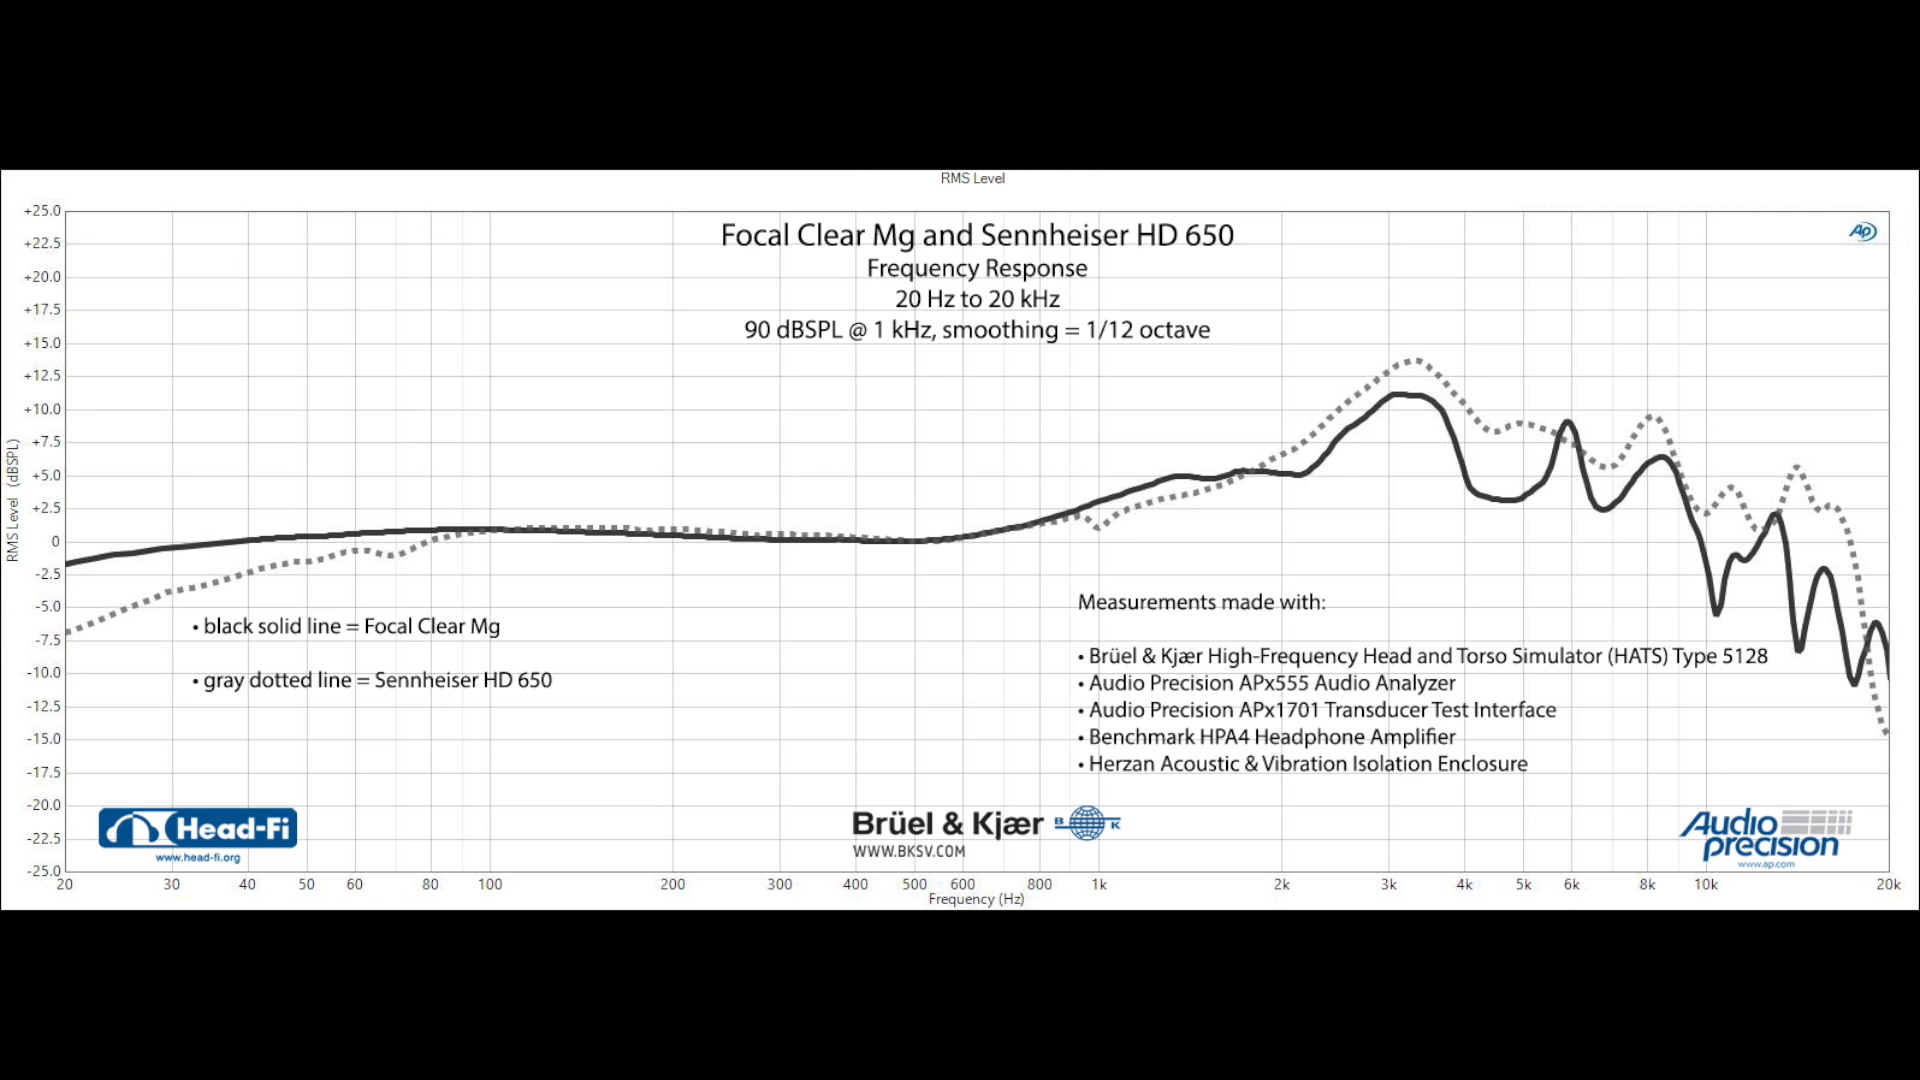 RMS Level
Focal Clear Mg and Sennheiser HD 650
Frequency Response
20 Hz to 20 kHz
90 dBSPL @ 1 kHz, smoothing = 1/12 octave
AP
+25.0
+22.5
+20.0
+17.5
+15.0
+12.5
+10.0
+7.5
+5.0
+2.5
0
-2.5
-5.0
-7.5
-10.0
-12.5
-15.0
-17.5
-20.0
-22.5
-25.0
RMS Level (dBSPL)
• black solid line = Focal Clear Mg
• gray dotted line = Sennheiser HD 650
Measurements made with:
• Brüel & Kjær High-Frequency Head and Torso Simulator (HATS) Type 5128
• Audio Precision APx555 Audio Analyzer
• Audio Precision APx1701 Transducer Test Interface
• Benchmark HPA4 Headphone Amplifier
• Herzan Acoustic & Vibration Isolation Enclosure
Head-Fi
www.head-fi.org
Brüel & Kjær
B K
WWW.BKSV.COM
Audio
precision
www.ap.com
20 30 40 50 60 80 100 200 300 400 500 600 800 1k 2k 3k 4k 5k 6k 8k 10k 20k
Frequency (Hz)